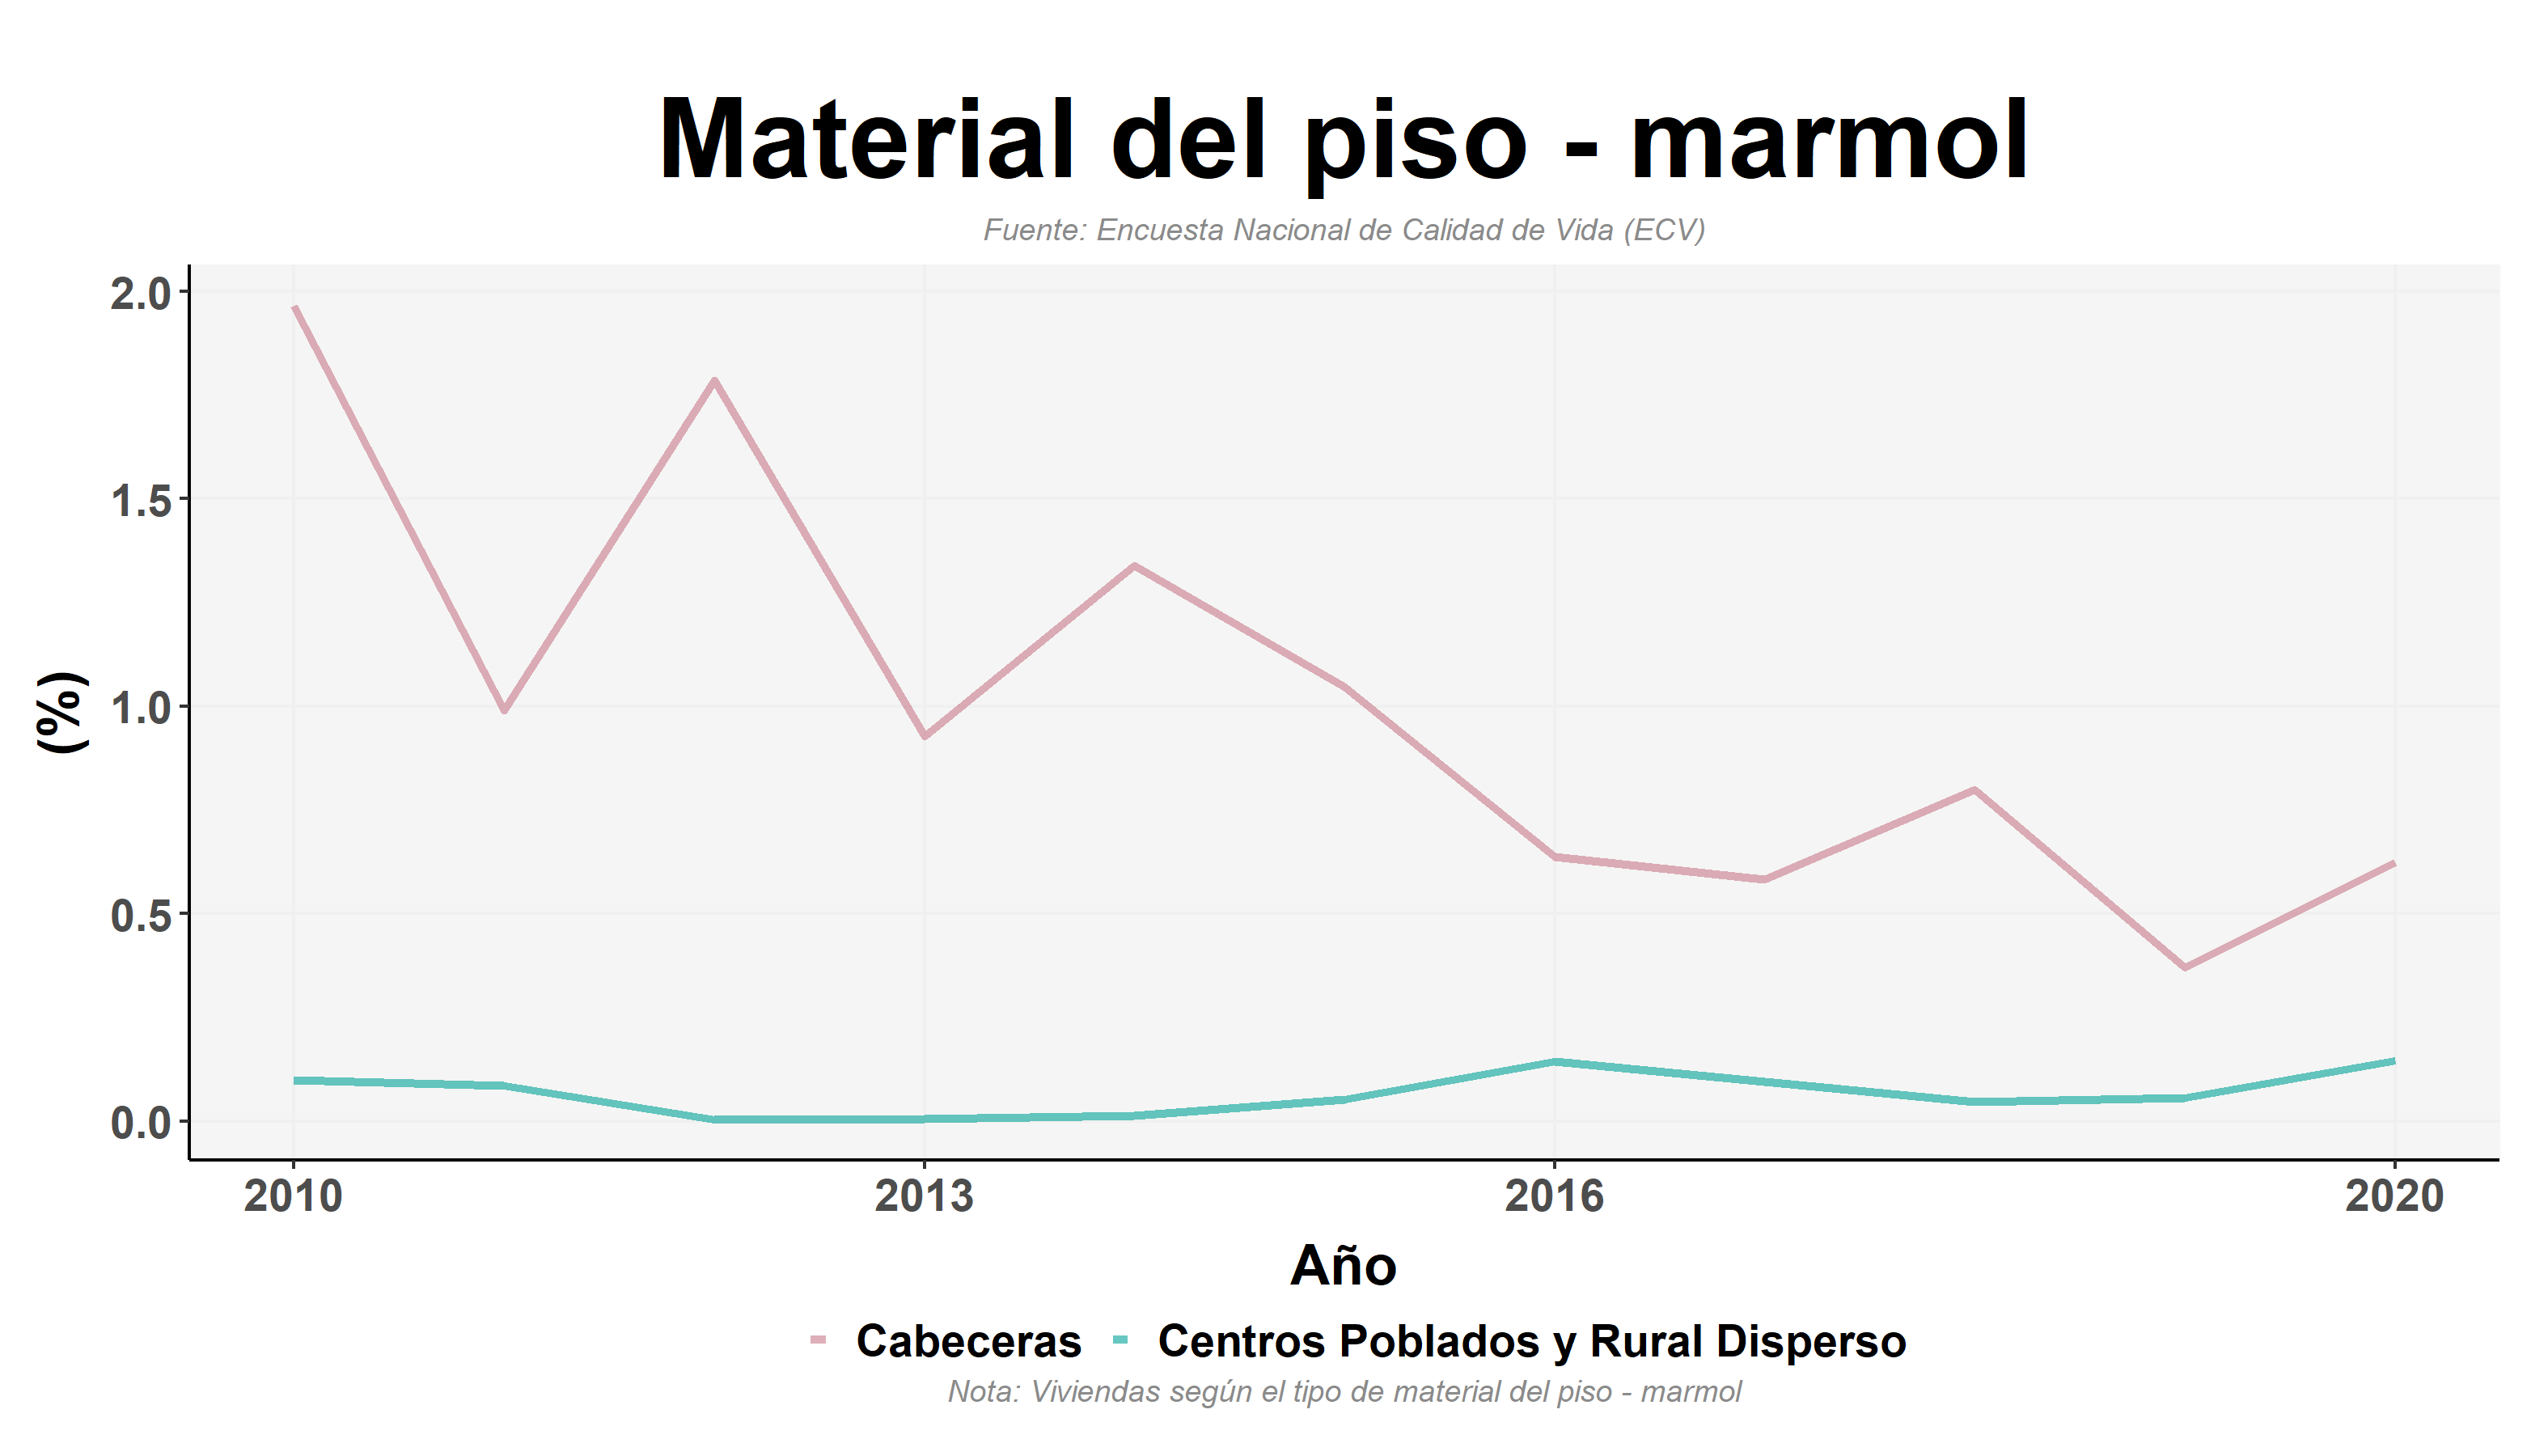 Material del piso - marmol
Fuente: Encuesta Nacional de Calidad de Vida (ECV)
(%)
2.0
1.5
1.0
0.5
0.0
2010 2013 2016 2020
Año
Cabeceras Centros Poblados y Rural Disperso
Nota: Viviendas según el tipo de material del piso - marmol